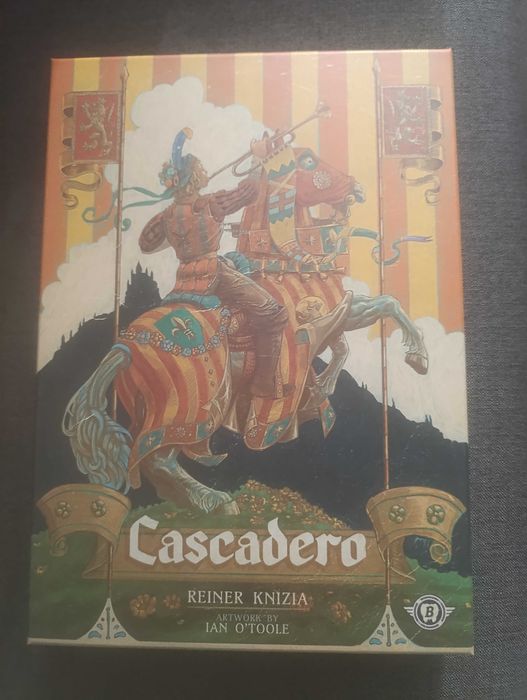 Cascadero
REINER KNIZIA
ARTWORK BY
IAN O'TOOLE
B